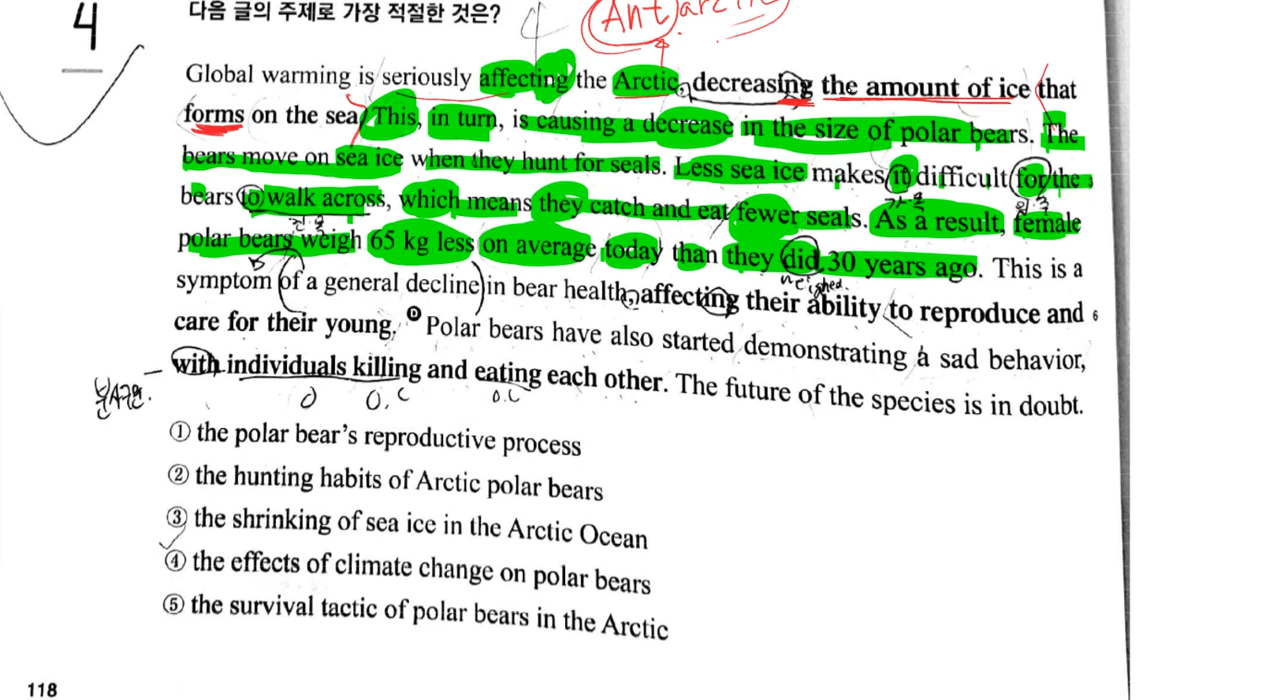 4
다음 글의 주제로 가장 적절한 것은?
4
Global warming is seriously affecting the Arctic, decreasing the amount of ice that
forms on the sea. This, in turn, is causing a decrease in the size of polar bears. The
bears move on sea ice when they hunt for seals. Less sea ice makes it difficult for the
bears to walk across, which means they catch and eat fewer seals. As a result, female
가·목 의·주
진·목
polar bears weigh 65 kg less on average today than they did 30 years ago. This is a
weighed.
symptom of a general decline in bear health, affecting their ability to reproduce and 6
care for their young. Polar bears have also started demonstrating a sad behavior,
with individuals killing and eating each other. The future of the species is in doubt.
O O.C O.C
① the polar bear's reproductive process
② the hunting habits of Arctic polar bears
③ the shrinking of sea ice in the Arctic Ocean
④ the effects of climate change on polar bears
⑤ the survival tactic of polar bears in the Arctic
118